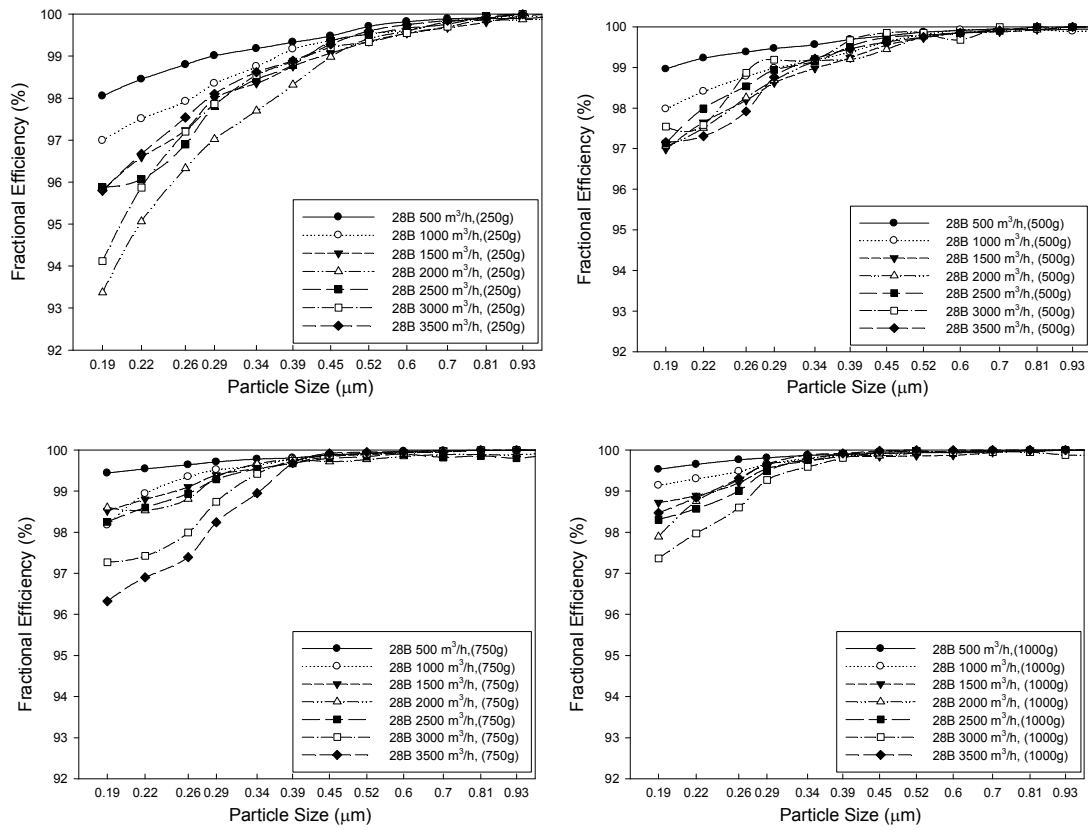 100
99
98
97
96
95
94
93
92
Fractional Efficiency (%)
28B 500 m³/h,(250g)
28B 1000 m³/h,(250g)
28B 1500 m³/h, (250g)
28B 2000 m³/h, (250g)
28B 2500 m³/h,(250g)
28B 3000 m³/h, (250g)
28B 3500 m³/h, (250g)
0.19 0.22 0.26 0.29 0.34 0.39 0.45 0.52 0.6 0.7 0.81 0.93
Particle Size (μm)
100
99
98
97
96
95
94
93
92
Fractional Efficiency (%)
28B 500 m³/h,(500g)
28B 1000 m³/h,(500g)
28B 1500 m³/h, (500g)
28B 2000 m³/h, (500g)
28B 2500 m³/h, (500g)
28B 3000 m³/h, (500g)
28B 3500 m³/h, (500g)
0.19 0.22 0.26 0.29 0.34 0.39 0.45 0.52 0.6 0.7 0.81 0.93
Particle Size (μm)
100
99
98
97
96
95
94
93
92
Fractional Efficiency (%)
28B 500 m³/h,(750g)
28B 1000 m³/h,(750g)
28B 1500 m³/h, (750g)
28B 2000 m³/h, (750g)
28B 2500 m³/h,(750g)
28B 3000 m³/h, (750g)
28B 3500 m³/h,(750g)
0.19 0.22 0.26 0.29 0.34 0.39 0.45 0.52 0.6 0.7 0.81 0.93
Particle Size (μm)
100
99
98
97
96
95
94
93
92
Fractional Efficiency (%)
28B 500 m³/h,(1000g)
28B 1000 m³/h, (1000g)
28B 1500 m³/h, (1000g)
28B 2000 m³/h, (1000g)
28B 2500 m³/h, (1000g)
28B 3000 m³/h, (1000g)
28B 3500 m³/h, (1000g)
0.19 0.22 0.26 0.29 0.34 0.39 0.45 0.52 0.6 0.7 0.81 0.93
Particle Size (μm)